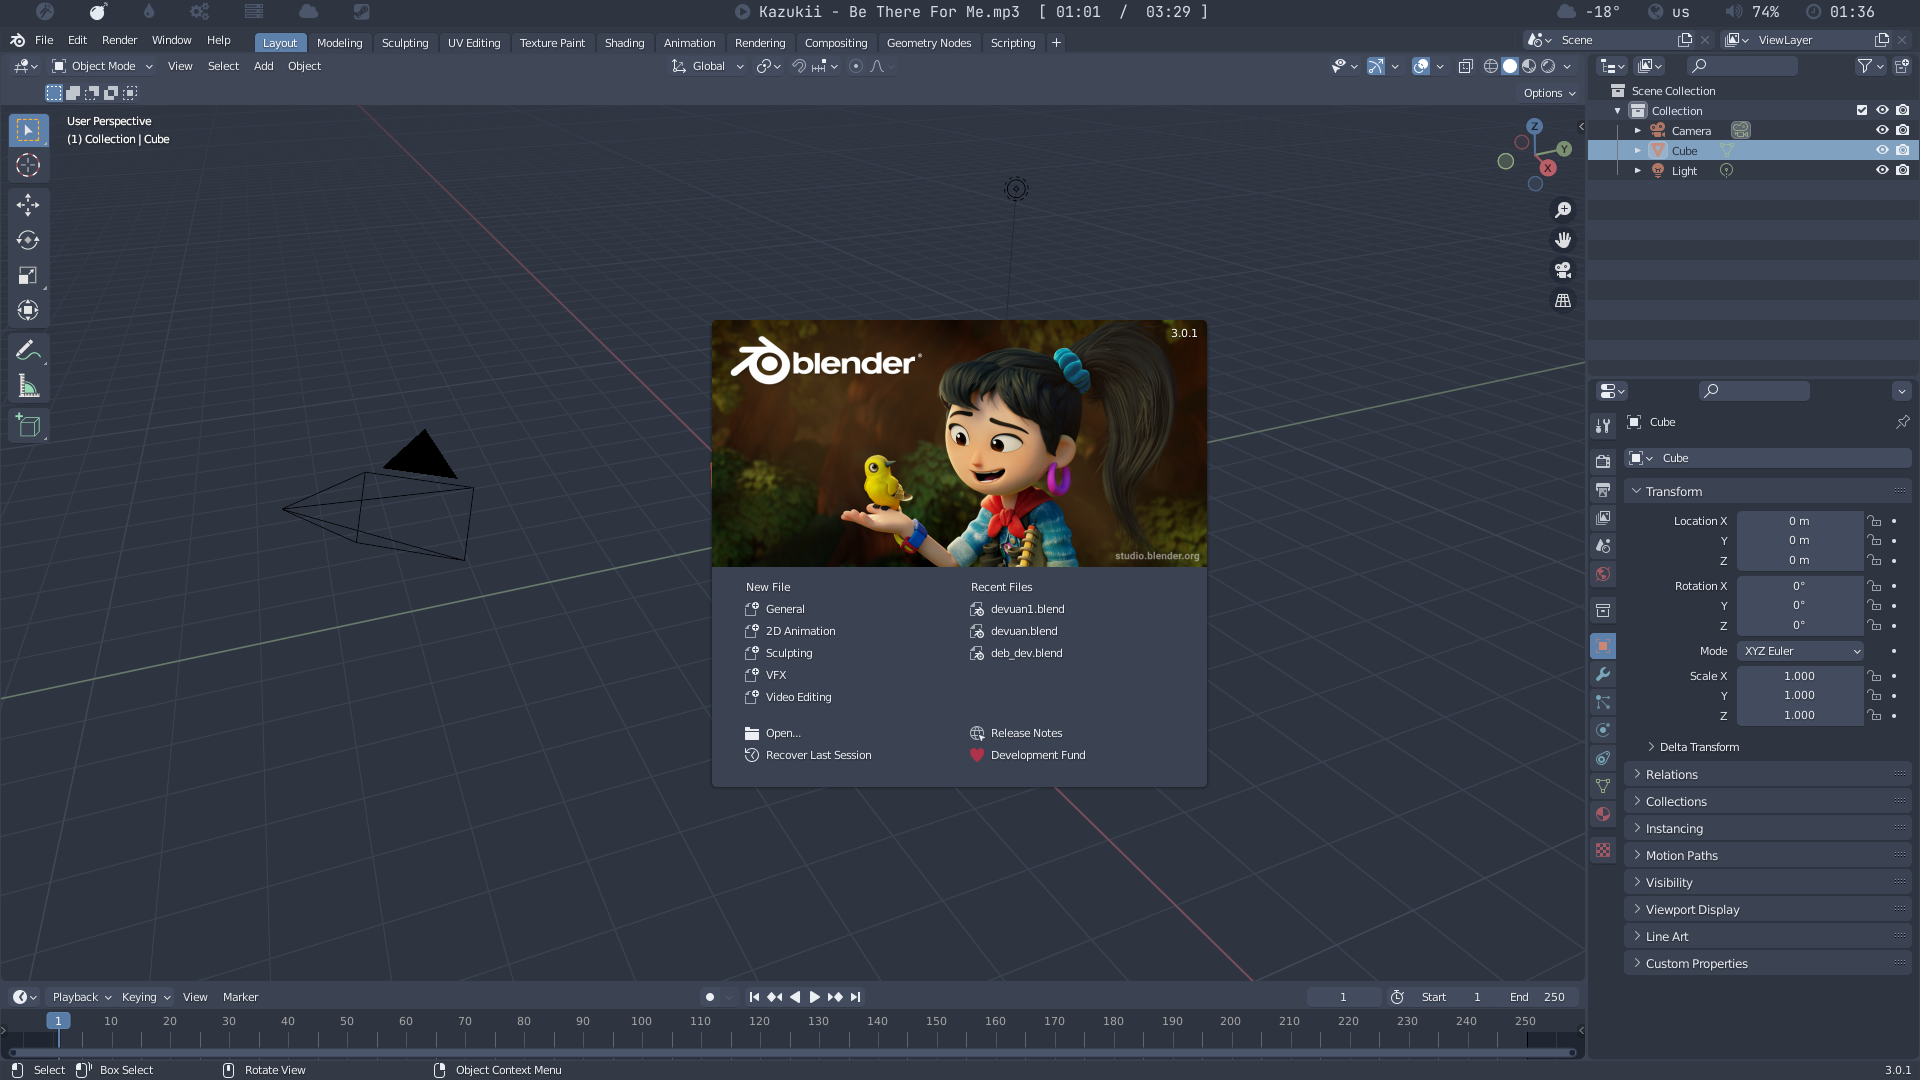 Kazukii - Be There For Me.mp3 [ 01:01 / 03:29 ]
-18° us 74% 01:36
File Edit Render Window Help Layout Modeling Sculpting UV Editing Texture Paint Shading Animation Rendering Compositing Geometry Nodes Scripting + Scene ViewLayer
Object Mode View Select Add Object Global
Options
User Perspective
(1) Collection | Cube
Z
Y
X
Scene Collection
Collection
Camera
Cube
Light
blender
3.0.1
studio.blender.org
New File
General
2D Animation
Sculpting
VFX
Video Editing
Open...
Recover Last Session
Recent Files
devuan1.blend
devuan.blend
deb_dev.blend
Release Notes
Development Fund
Cube
Cube
Transform
Location X 0 m
Y 0 m
Z 0 m
Rotation X 0°
Y 0°
Z 0°
Mode XYZ Euler
Scale X 1.000
Y 1.000
Z 1.000
Delta Transform
Relations
Collections
Instancing
Motion Paths
Visibility
Viewport Display
Line Art
Custom Properties
Playback Keying View Marker 1 Start 1 End 250
1 10 20 30 40 50 60 70 80 90 100 110 120 130 140 150 160 170 180 190 200 210 220 230 240 250
Select Box Select Rotate View Object Context Menu 3.0.1